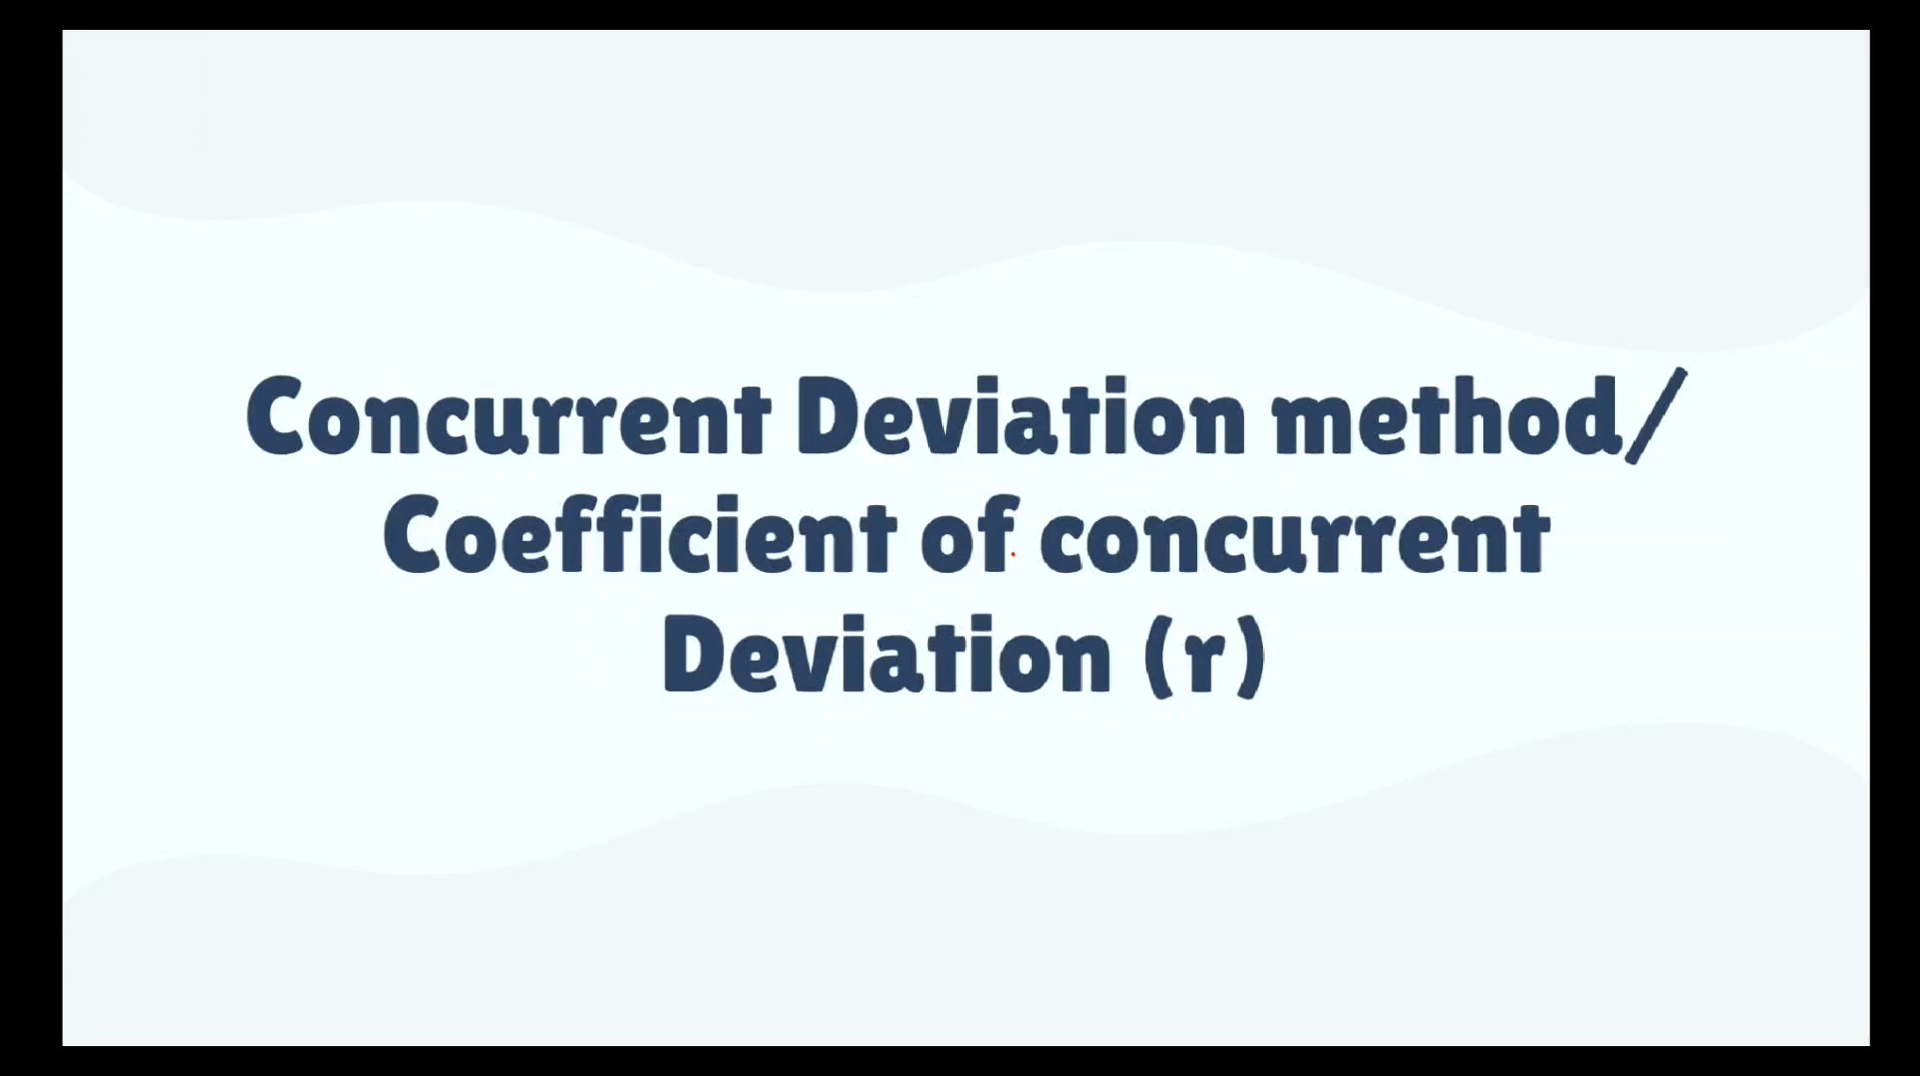 Concurrent Deviation method/
Coefficient of concurrent
Deviation (r)